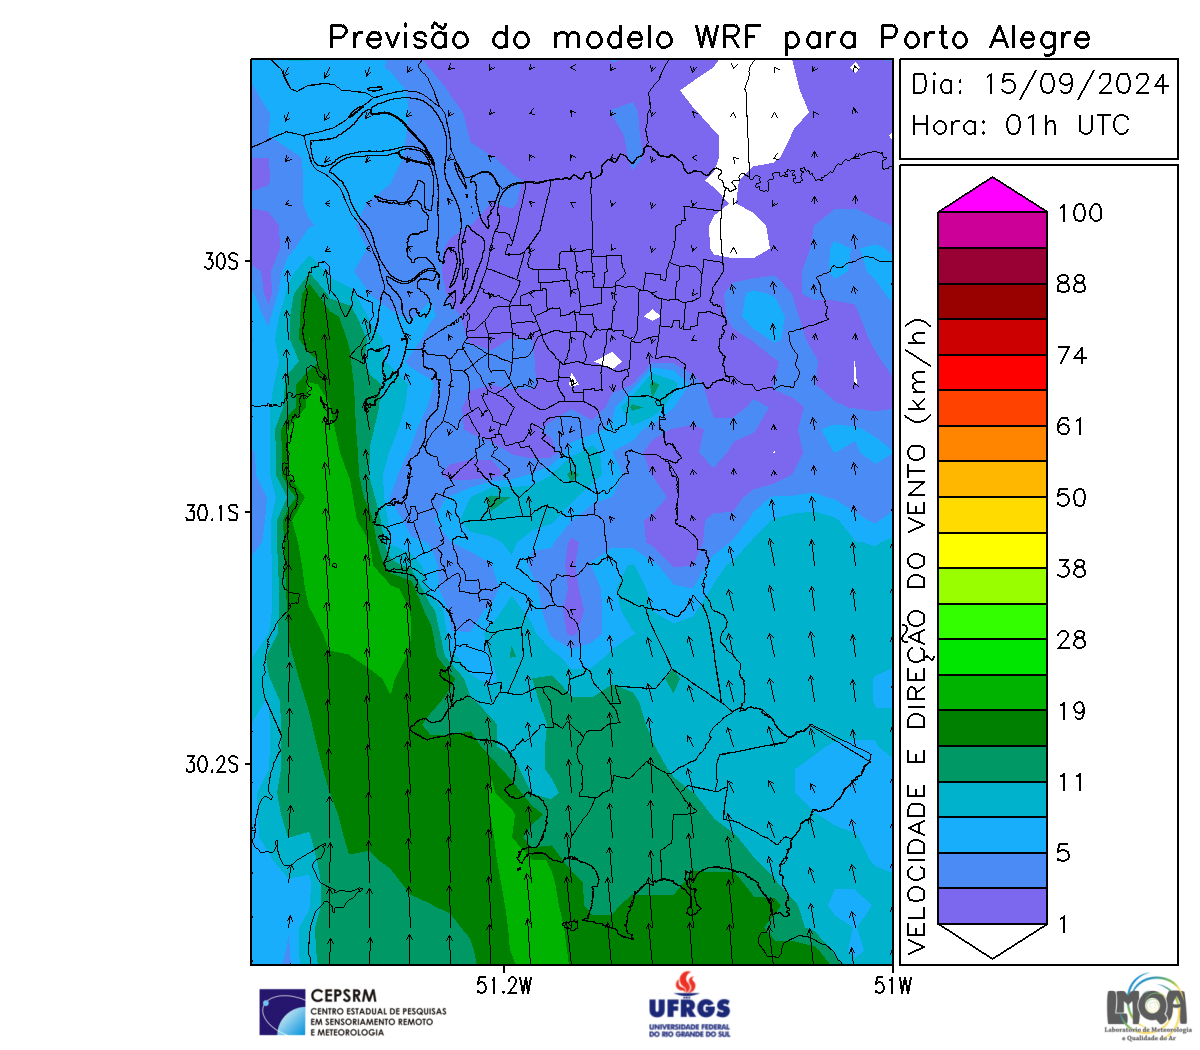 Previsão do modelo WRF para Porto Alegre
Dia: 15/09/2024
Hora: 01h UTC
30S
30.1S
30.2S
51.2W
51W
VELOCIDADE E DIREÇÃO DO VENTO (km/h)
100
88
74
61
50
38
28
19
11
5
1
CEPSRM
CENTRO ESTADUAL DE PESQUISAS
EM SENSORIAMENTO REMOTO
E METEOROLOGIA
UFRGS
UNIVERSIDADE FEDERAL
DO RIO GRANDE DO SUL
LMQA
Laboratório de Meteorologia
e Qualidade do Ar